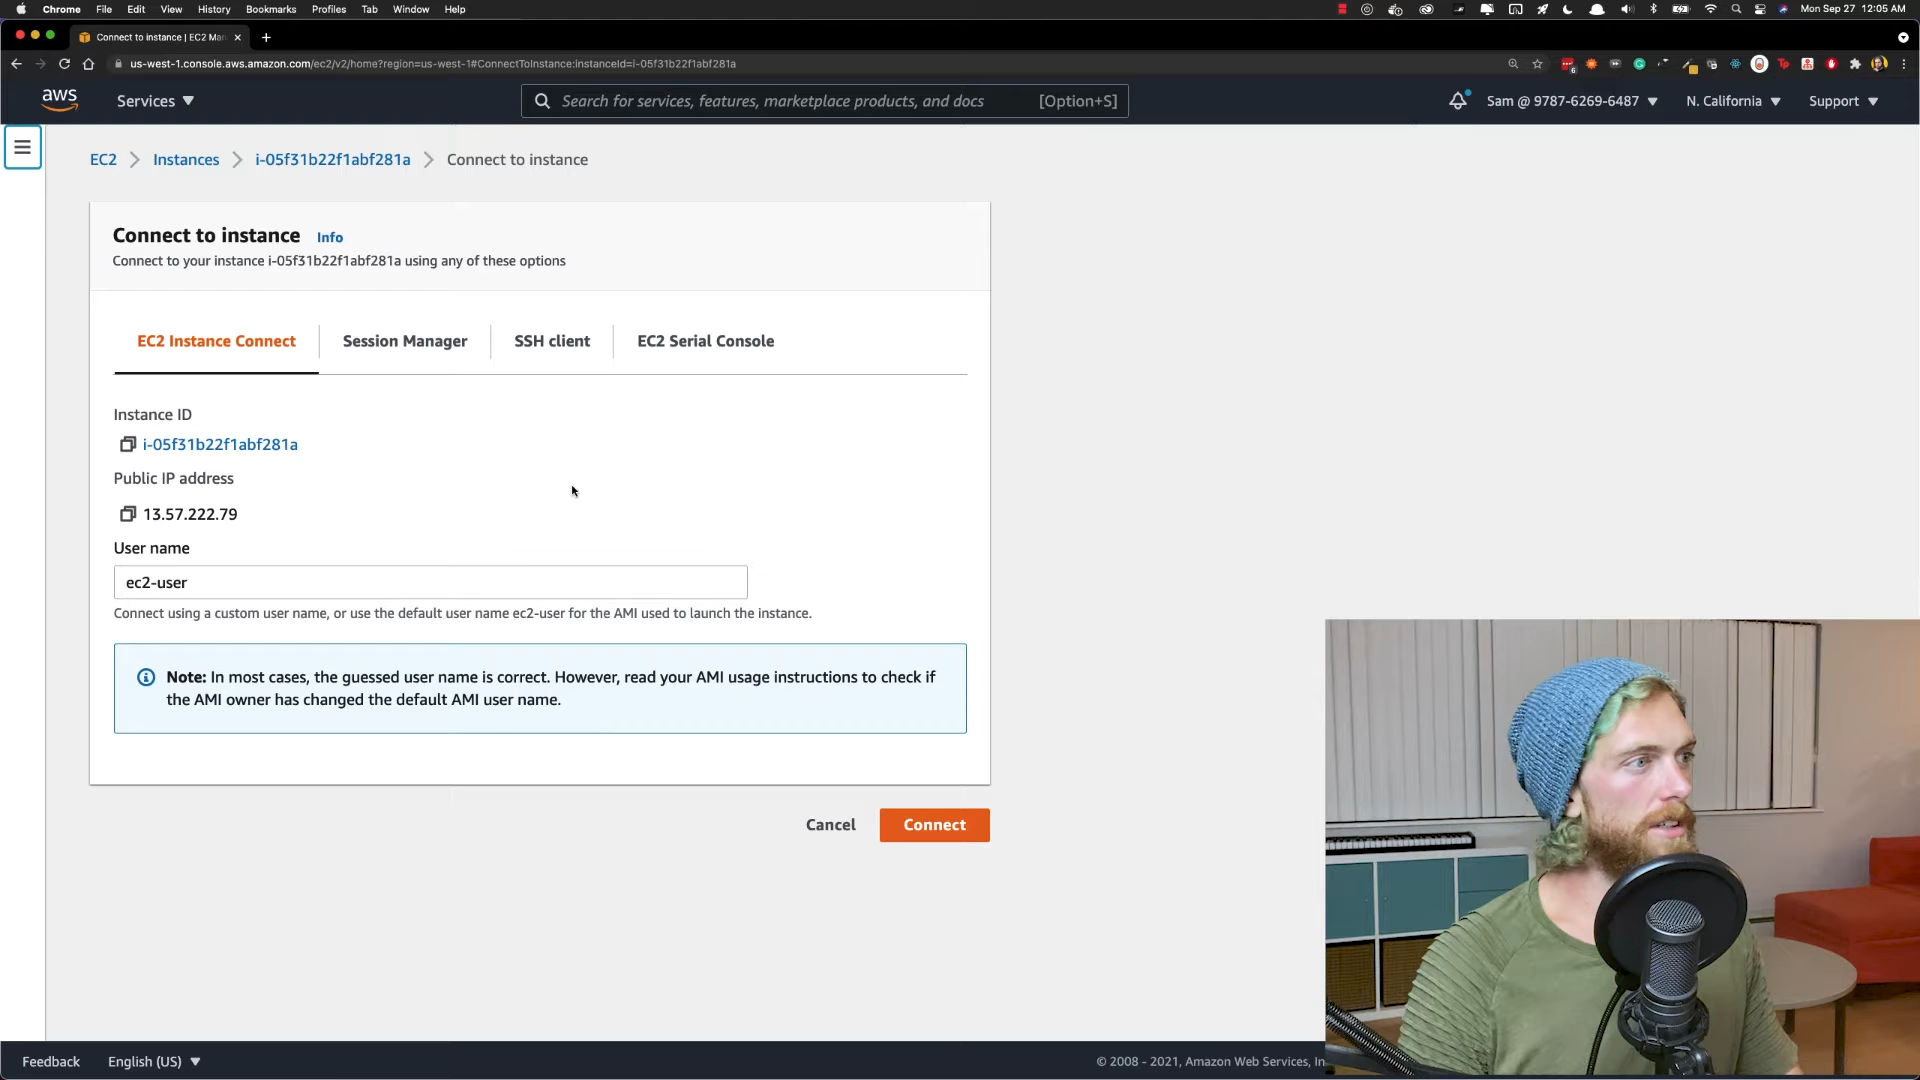 Chrome File Edit View History Bookmarks Profiles Tab Window Help Mon Sep 27 12:05 AM
Connect to instance | EC2 Man
us-west-1.console.aws.amazon.com/ec2/v2/home?region=us-west-1#ConnectToInstance:instanceId=i-05f31b22f1abf281a
aws Services Search for services, features, marketplace products, and docs [Option+S] Sam @ 9787-6269-6487 N. California Support
EC2 Instances i-05f31b22f1abf281a Connect to instance
Connect to instance Info
Connect to your instance i-05f31b22f1abf281a using any of these options
EC2 Instance Connect Session Manager SSH client EC2 Serial Console
Instance ID
i-05f31b22f1abf281a
Public IP address
13.57.222.79
User name
ec2-user
Connect using a custom user name, or use the default user name ec2-user for the AMI used to launch the instance.
Note: In most cases, the guessed user name is correct. However, read your AMI usage instructions to check if
the AMI owner has changed the default AMI user name.
Cancel Connect
Feedback English (US) © 2008 - 2021, Amazon Web Services, In